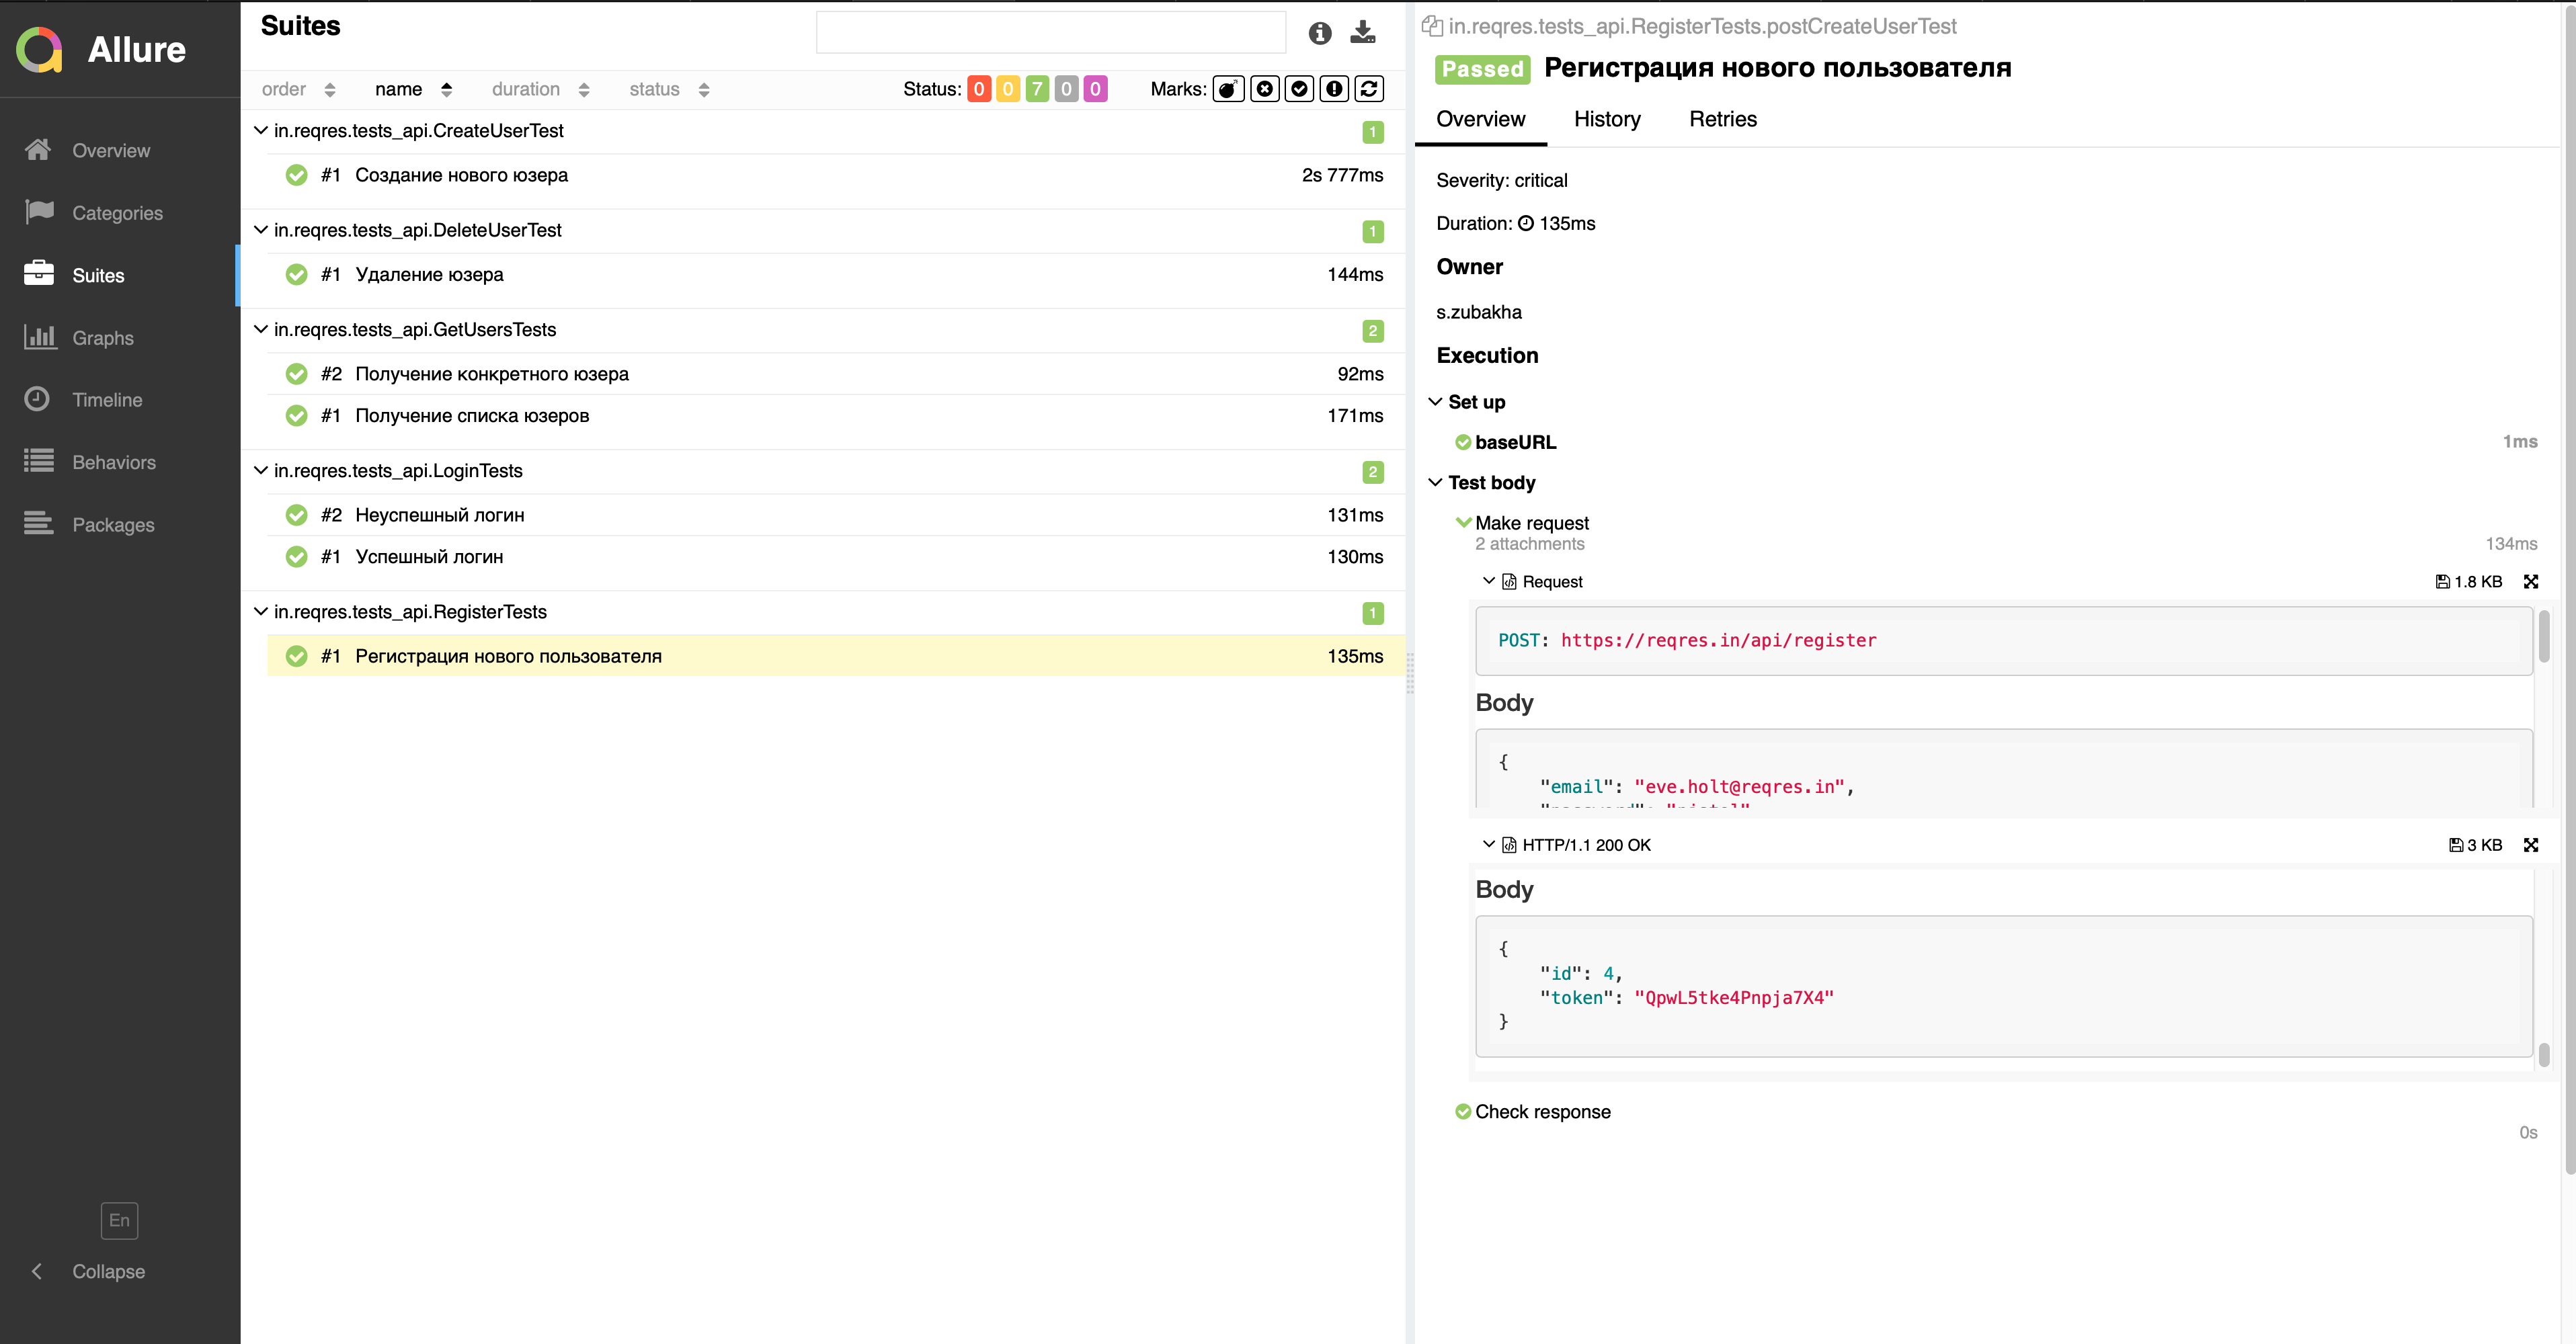 Allure
Overview
Categories
Suites
Graphs
Timeline
Behaviors
Packages
En
Collapse
Suites
order name duration status Status: 0 0 7 0 0 Marks:
in.reqres.tests_api.CreateUserTest 1
#1 Создание нового юзера 2s 777ms
in.reqres.tests_api.DeleteUserTest 1
#1 Удаление юзера 144ms
in.reqres.tests_api.GetUsersTests 2
#2 Получение конкретного юзера 92ms
#1 Получение списка юзеров 171ms
in.reqres.tests_api.LoginTests 2
#2 Неуспешный логин 131ms
#1 Успешный логин 130ms
in.reqres.tests_api.RegisterTests 1
#1 Регистрация нового пользователя 135ms
in.reqres.tests_api.RegisterTests.postCreateUserTest
Passed Регистрация нового пользователя
Overview History Retries
Severity: critical
Duration: 135ms
Owner
s.zubakha
Execution
Set up
baseURL 1ms
Test body
Make request
2 attachments 134ms
Request 1.8 KB
POST: https://reqres.in/api/register
Body
{
"email": "eve.holt@reqres.in",
HTTP/1.1 200 OK 3 KB
Body
{
"id": 4,
"token": "QpwL5tke4Pnpja7X4"
}
Check response
0s